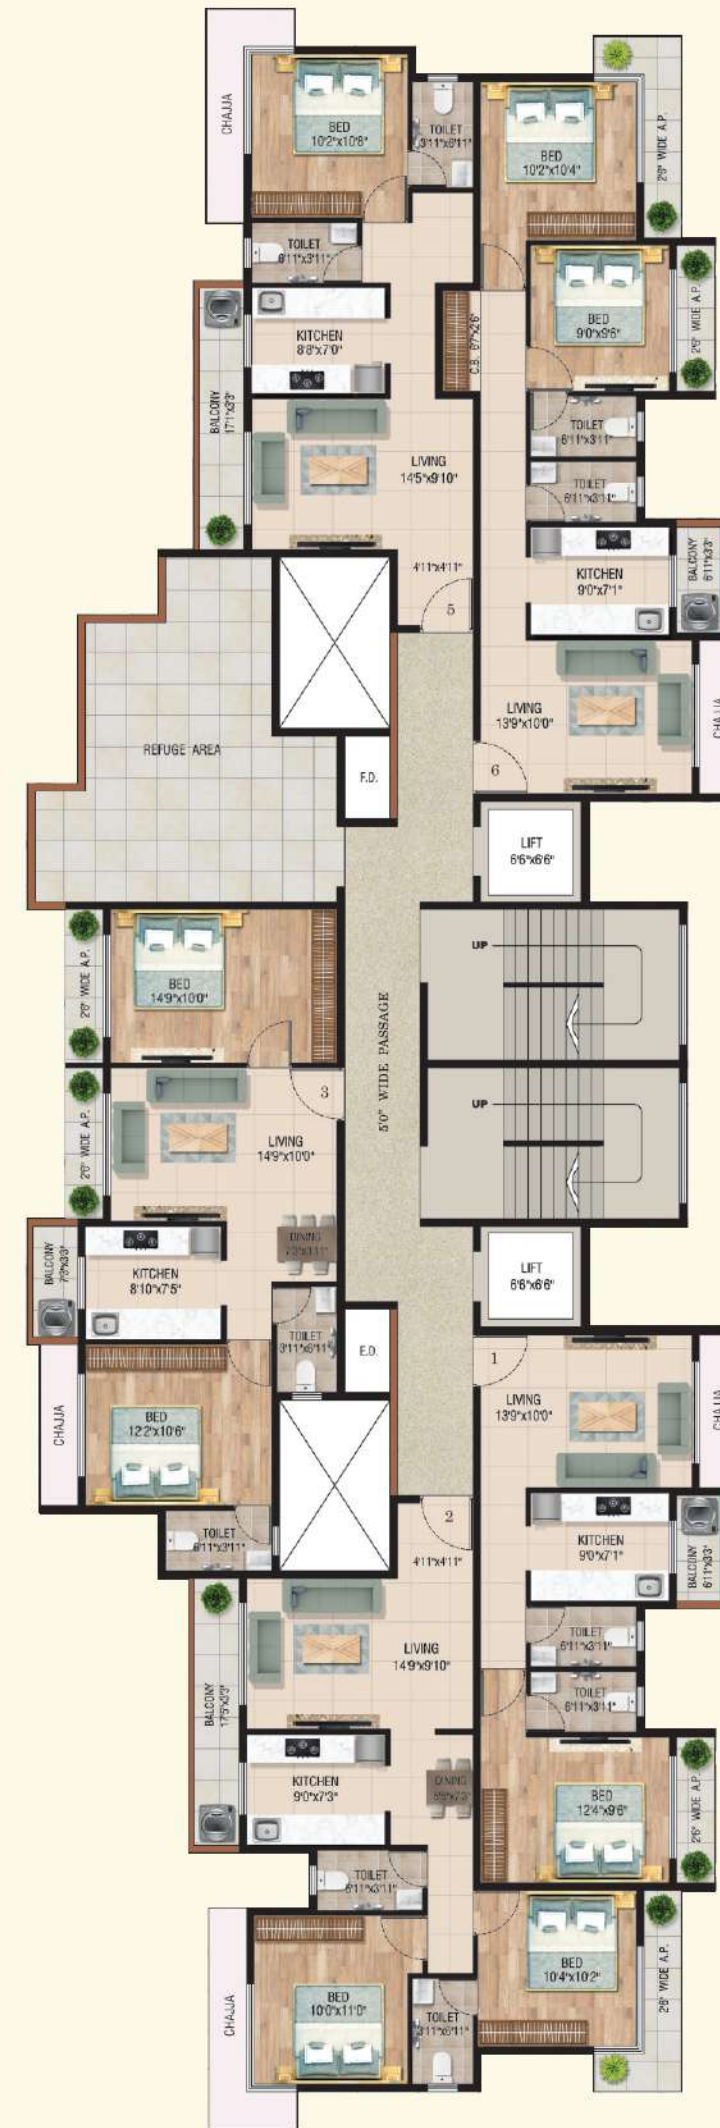 CHAJJA
BED
10'2"x10'8"
TOILET
3'11"x6'11"
BED
10'2"x10'4"
2'6" WIDE A.P.
TOILET
6'11"x3'11"
BALCONY
17'1"x3'3"
KITCHEN
8'8"x7'0"
C.B. 6'7"x2'6"
BED
9'0"x9'6"
2'6" WIDE A.P.
LIVING
14'5"x9'10"
TOILET
6'11"x3'11"
TOILET
6'11"x3'11"
4'11"x4'11"
5
KITCHEN
9'0"x7'1"
BALCONY
6'11"x3'3"
REFUGE AREA
F.D.
LIVING
13'9"x10'0"
6
LIFT
6'6"x6'6"
2'6" WIDE A.P.
BED
14'9"x10'0"
UP
5'0" WIDE PASSAGE
2'6" WIDE A.P.
3
LIVING
14'9"x10'0"
UP
BALCONY
7'3"x3'3"
KITCHEN
8'10"x7'5"
DINING
LIFT
6'6"x6'6"
TOILET
3'11"x6'11"
E.D.
CHAJJA
BED
12'2"x10'6"
1
LIVING
13'9"x10'0"
TOILET
6'11"x3'11"
2
4'11"x4'11"
KITCHEN
9'0"x7'1"
BALCONY
6'11"x3'3"
LIVING
14'9"x9'10"
BALCONY
17'5"x3'3"
TOILET
6'11"x3'11"
TOILET
6'11"x3'11"
KITCHEN
9'0"x7'3"
DINING
BED
12'4"x9'6"
2'6" WIDE A.P.
TOILET
6'11"x3'11"
CHAJJA
BED
10'0"x11'0"
TOILET
3'11"x6'11"
BED
10'4"x10'2"
2'6" WIDE A.P.